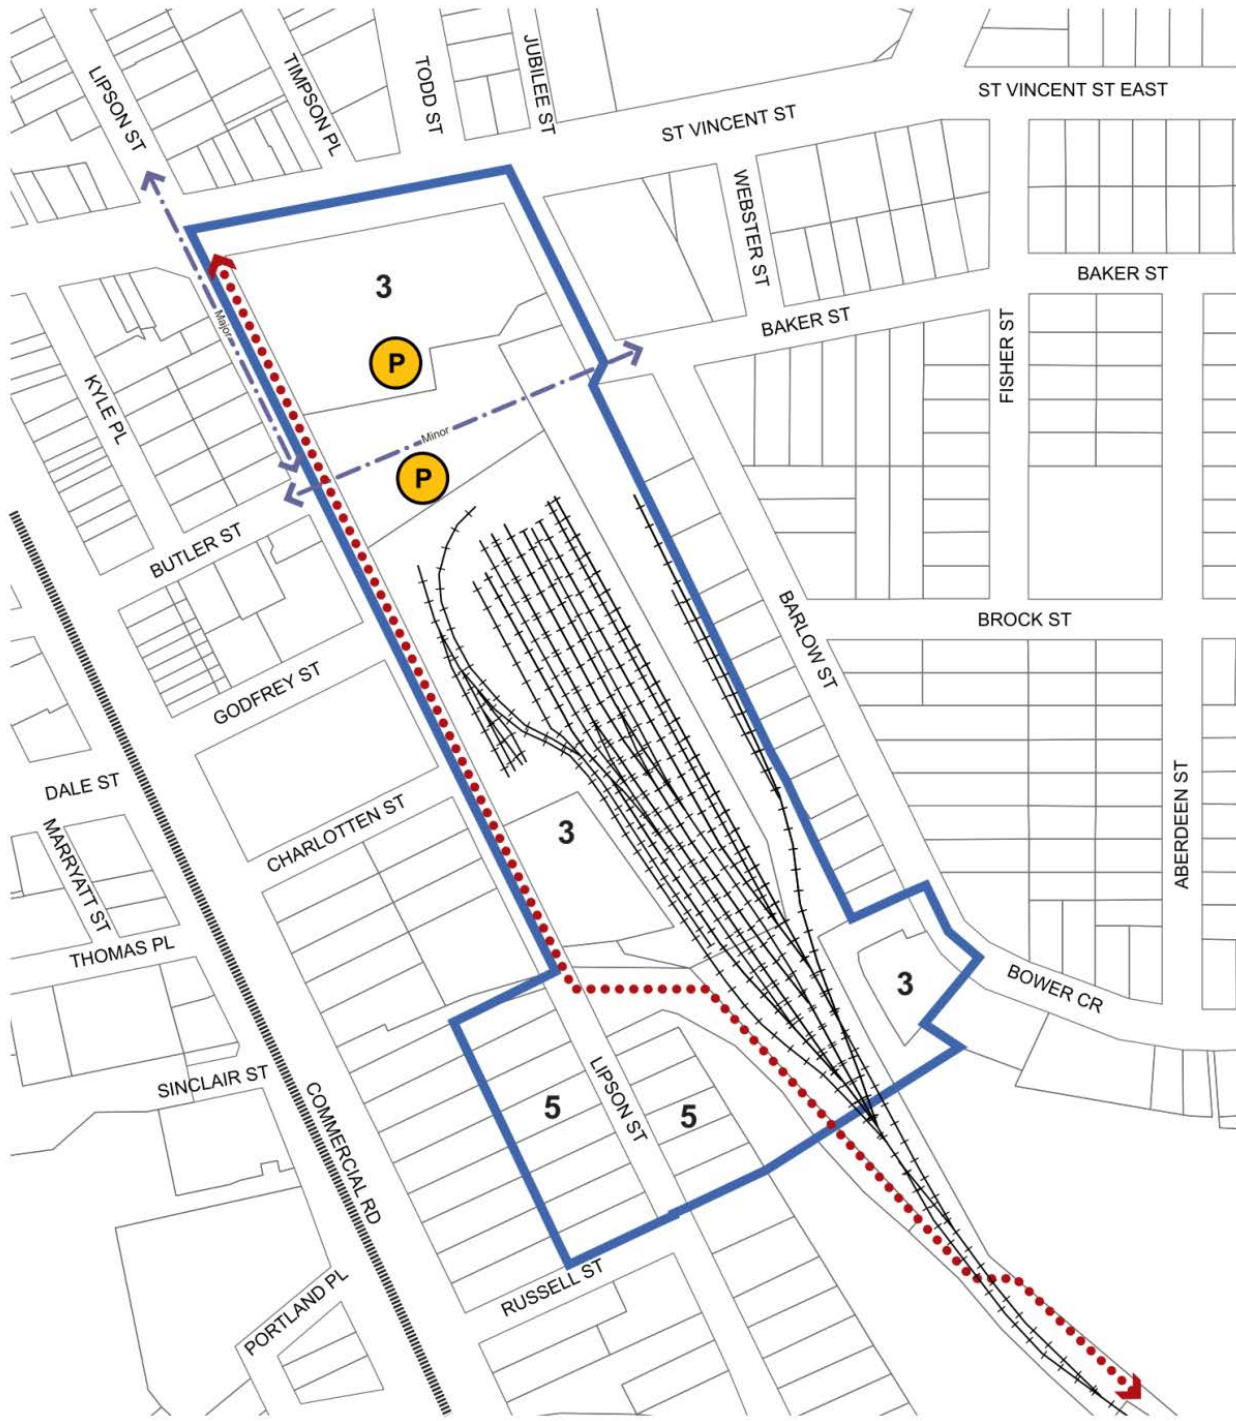 LIPSON ST
TIMPSON PL
TODD ST
JUBILEE ST
ST VINCENT ST
ST VINCENT ST EAST
WEBSTER ST
BAKER ST
BAKER ST
FISHER ST
3
Major
P
KYLE PL
Minor
P
BUTLER ST
BARLOW ST
BROCK ST
GODFREY ST
DALE ST
MARRYATT ST
CHARLOTTEN ST
3
ABERDEEN ST
THOMAS PL
3
BOWER CR
SINCLAIR ST
COMMERCIAL RD
5
LIPSON ST
5
RUSSELL ST
PORTLAND PL